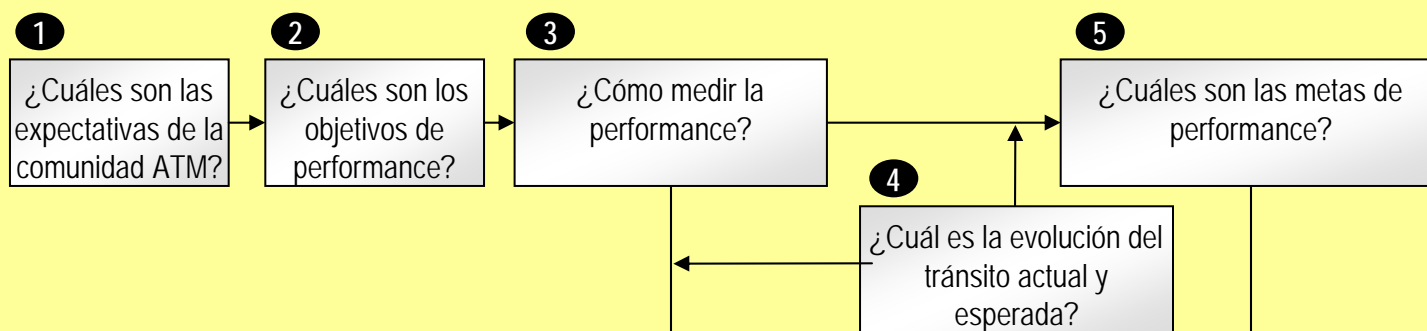 1
¿Cuáles son las
expectativas de la
comunidad ATM?
2
¿Cuáles son los
objetivos de
performance?
3
¿Cómo medir la
performance?
4
¿Cuál es la evolución del
tránsito actual y
esperada?
5
¿Cuáles son las metas de
performance?